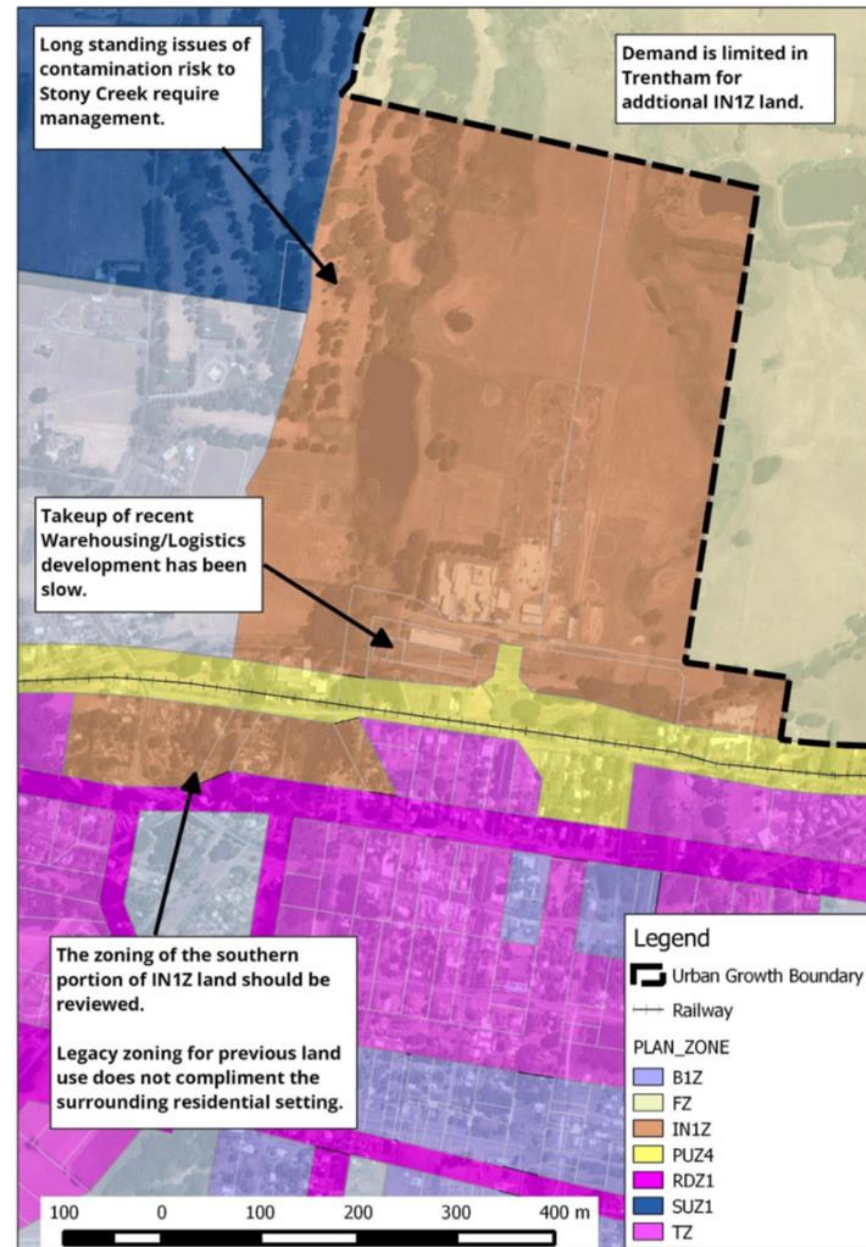 Long standing issues of
contamination risk to
Stony Creek require
management.
Demand is limited in
Trentham for
addtional IN1Z land.
Takeup of recent
Warehousing/Logistics
development has been
slow.
The zoning of the southern
portion of IN1Z land should be
reviewed.
Legacy zoning for previous land
use does not compliment the
surrounding residential setting.
Legend
Urban Growth Boundary
Railway
PLAN_ZONE
B1Z
FZ
IN1Z
PUZ4
RDZ1
SUZ1
TZ
100 0 100 200 300 400 m